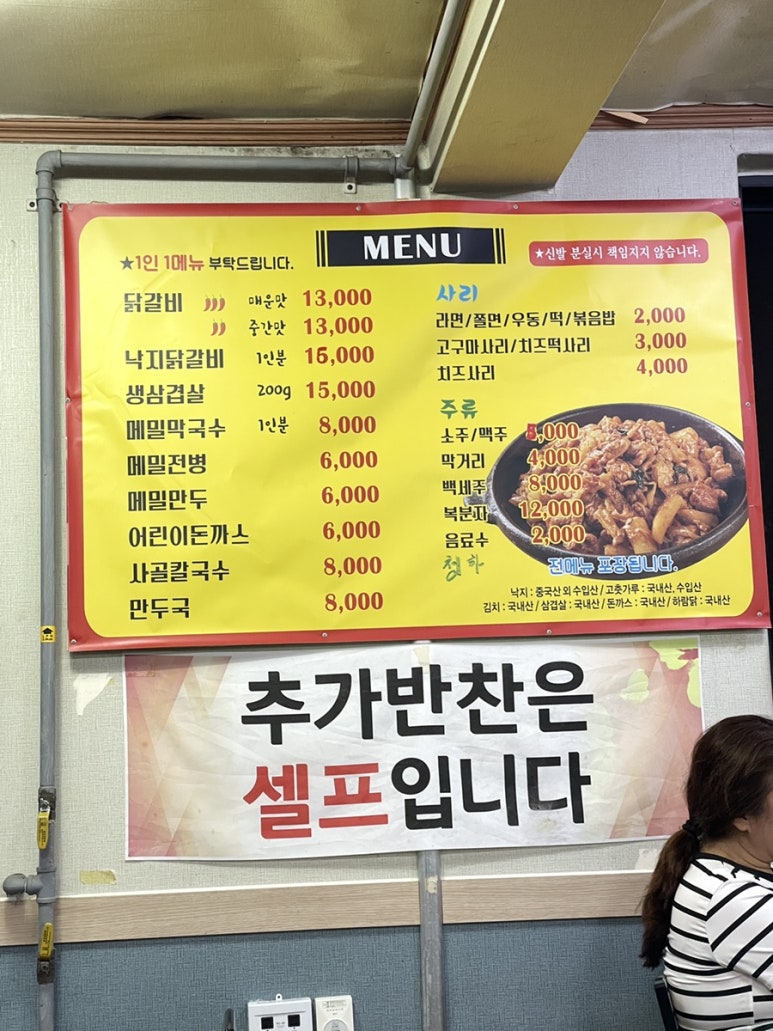 MENU
★1인 1메뉴 부탁드립니다.
★신발 분실시 책임지지 않습니다.
닭갈비 매운맛 13,000
중간맛 13,000
낙지닭갈비 1인분 15,000
생삼겹살 200g 15,000
메밀막국수 1인분 8,000
메밀전병 6,000
메밀만두 6,000
어린이돈까스 6,000
사골칼국수 8,000
만두국 8,000
사리
라면/쫄면/우동/떡/볶음밥 2,000
고구마사리/치즈떡사리 3,000
치즈사리 4,000
주류
소주/맥주 5,000
막거리 4,000
백세주 8,000
복분자 12,000
음료수 2,000
청하
전메뉴 포장됩니다.
낙지 : 중국산 외 수입산 / 고춧가루 : 국내산, 수입산
김치 : 국내산 / 삼겹살 : 국내산 / 돈까스 : 국내산 / 하림닭 : 국내산
추가반찬은
셀프입니다